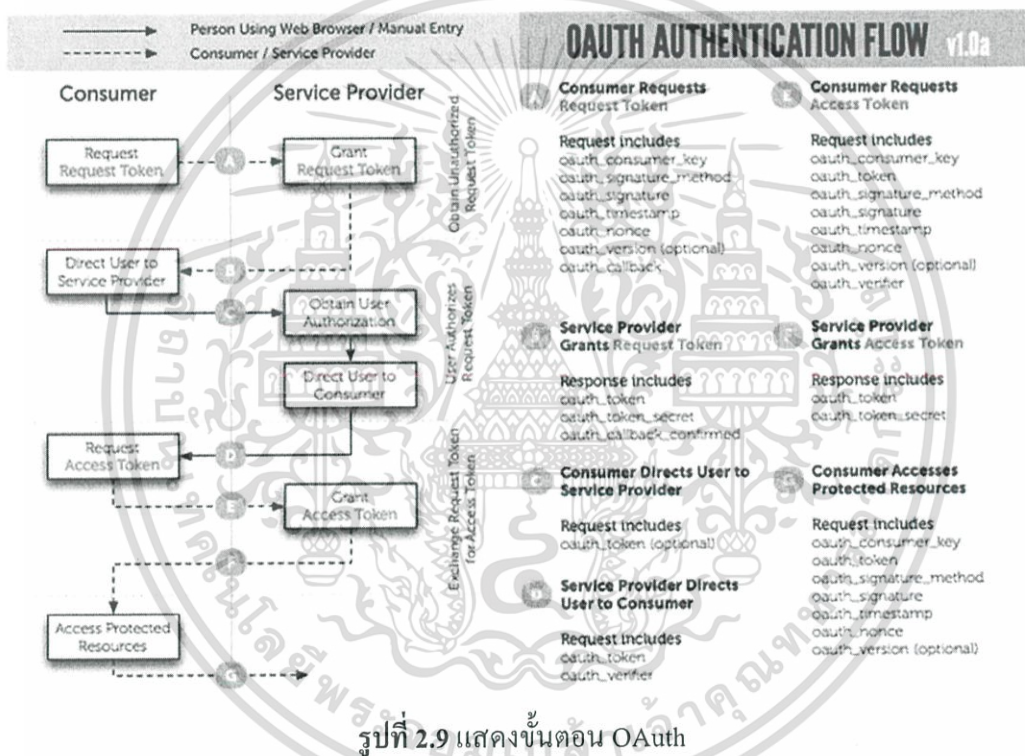 Person Using Web Browser / Manual Entry
Consumer / Service Provider
OAUTH AUTHENTICATION FLOW v1.0a
Consumer
Service Provider
Request
Request Token
A
Grant
Request Token
Obtain Unauthorized
Request Token
Direct User to
Service Provider
B
C
Obtain User
Authorization
Direct User to
Consumer
User Authorizes
Request Token
Request
Access Token
D
E
Grant
Access Token
Exchange Request Token
for Access Token
F
Access Protected
Resources
G
A
Consumer Requests
Request Token
Request includes
oauth_consumer_key
oauth_signature_method
oauth_signature
oauth_timestamp
oauth_nonce
oauth_version (optional)
oauth_callback
Service Provider
Grants Request Token
Response includes
oauth_token
oauth_token_secret
oauth_callback_confirmed
C
Consumer Directs User to
Service Provider
Request includes
oauth_token (optional)
D
Service Provider Directs
User to Consumer
Request includes
oauth_token
oauth_verifier
E
Consumer Requests
Access Token
Request includes
oauth_consumer_key
oauth_token
oauth_signature_method
oauth_signature
oauth_timestamp
oauth_nonce
oauth_version (optional)
oauth_verifier
F
Service Provider
Grants Access Token
Response includes
oauth_token
oauth_token_secret
G
Consumer Accesses
Protected Resources
Request includes
oauth_consumer_key
oauth_token
oauth_signature_method
oauth_signature
oauth_timestamp
oauth_nonce
oauth_version (optional)
รูปที่ 2.9 แสดงขั้นตอน OAuth